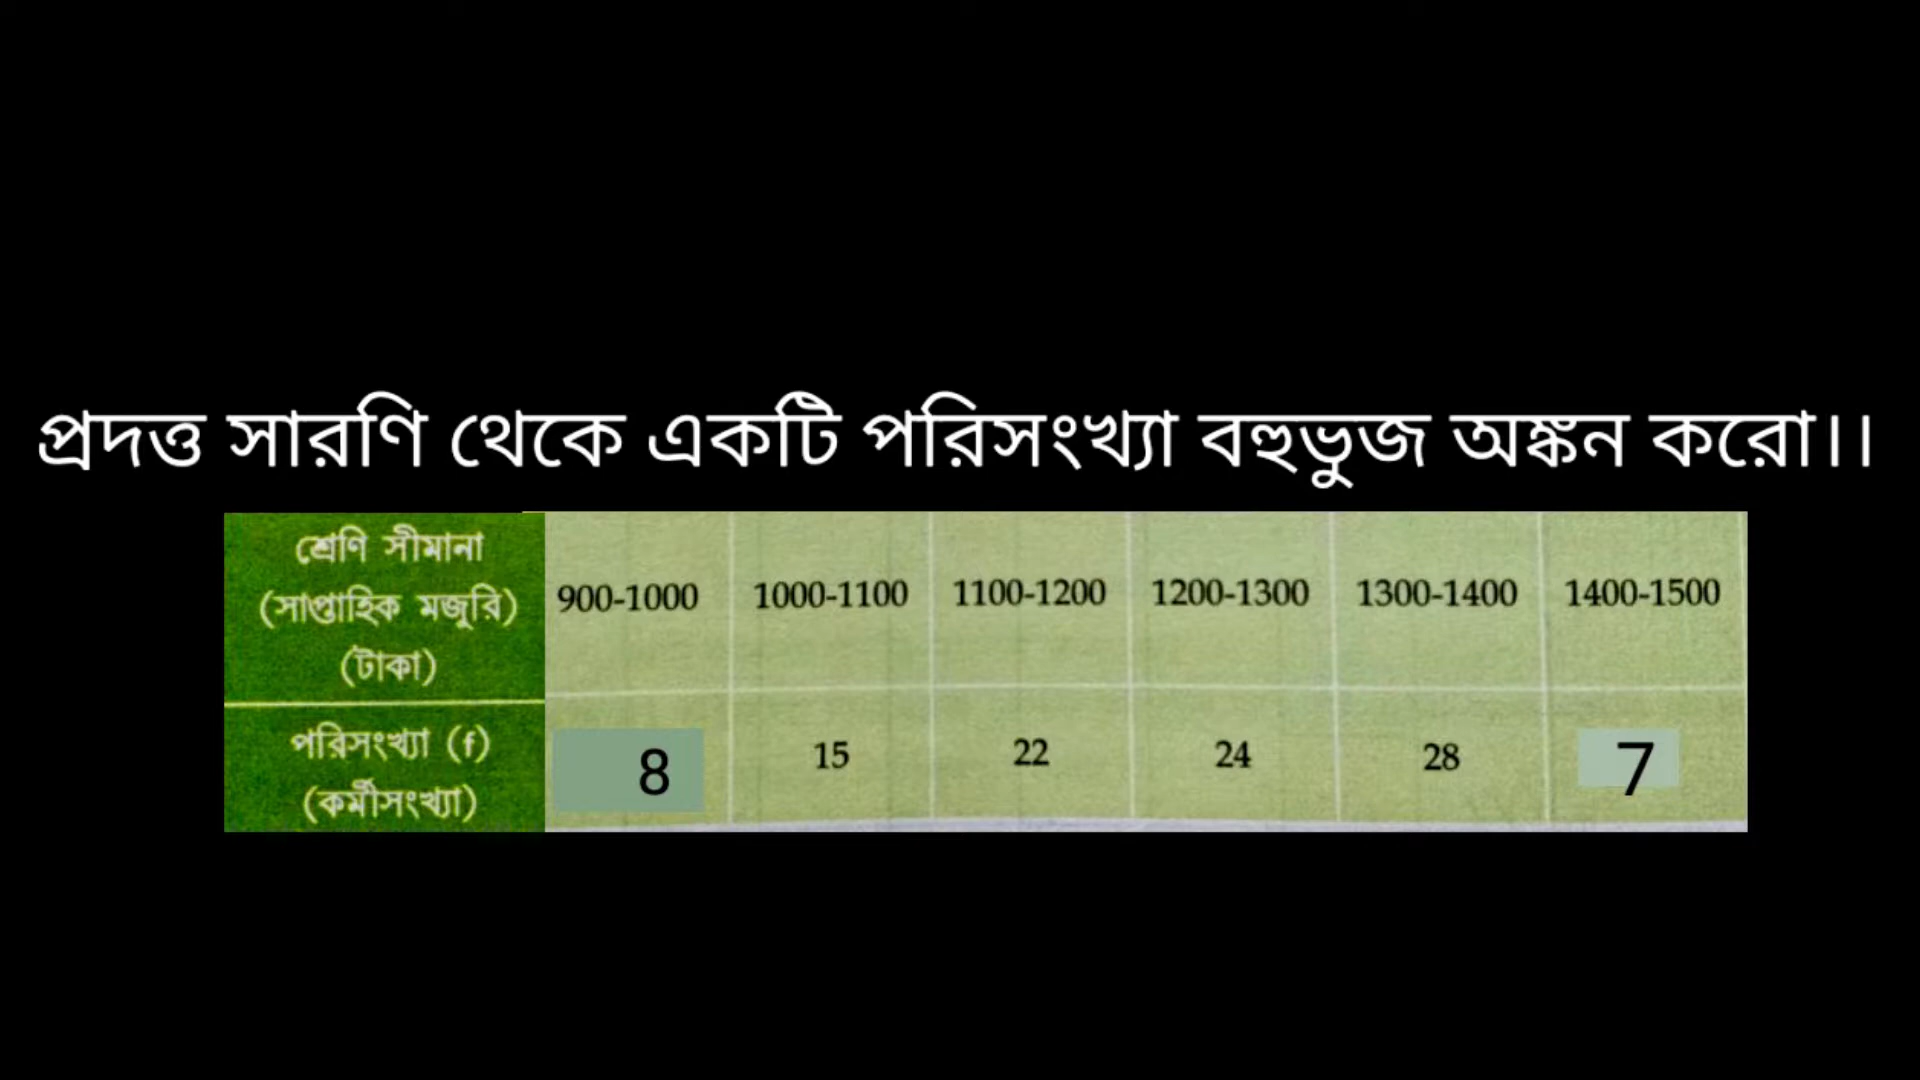 প্রদত্ত সারণি থেকে একটি পরিসংখ্যা বহুভুজ অঙ্কন করো।।
শ্রেণি সীমানা
(সাপ্তাহিক মজুরি)
(টাকা)
900-1000 1000-1100 1100-1200 1200-1300 1300-1400 1400-1500
পরিসংখ্যা (f)
(কর্মীসংখ্যা)
8 15 22 24 28 7